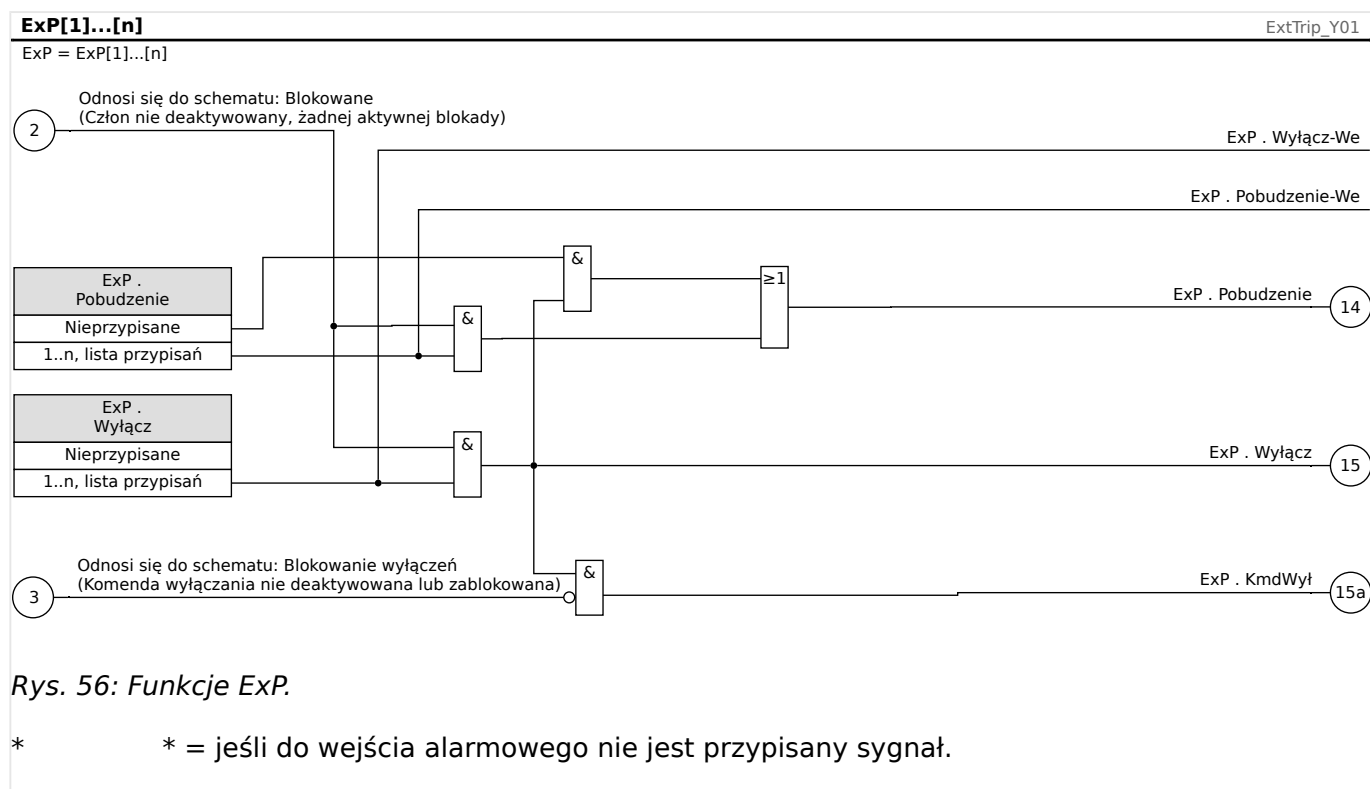 ExP[1]...[n]
ExtTrip_Y01
ExP = ExP[1]...[n]
Odnosi się do schematu: Blokowane
(Człon nie deaktywowany, żadnej aktywnej blokady)
2
ExP . Wyłącz-We
ExP . Pobudzenie-We
&
ExP .
Pobudzenie
Nieprzypisane
1..n, lista przypisań
&
≥1
ExP . Pobudzenie
14
ExP .
Wyłącz
Nieprzypisane
1..n, lista przypisań
&
ExP . Wyłącz
15
Odnosi się do schematu: Blokowanie wyłączeń
(Komenda wyłączania nie deaktywowana lub zablokowana)
3
&
ExP . KmdWył
15a
Rys. 56: Funkcje ExP.
* * = jeśli do wejścia alarmowego nie jest przypisany sygnał.